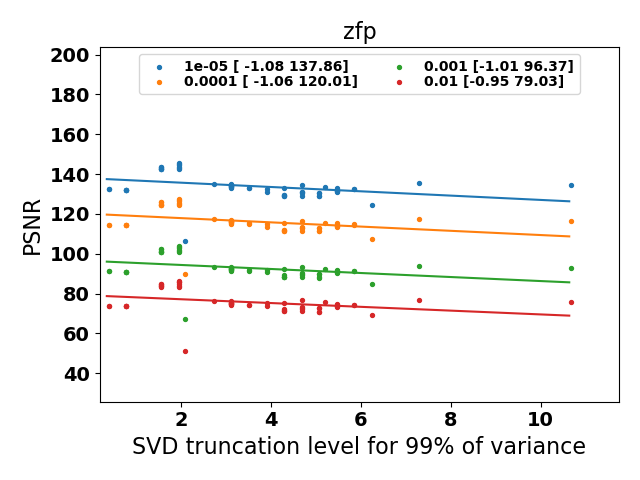 zfp
1e-05 [ -1.08 137.86]
0.0001 [ -1.06 120.01]
0.001 [-1.01 96.37]
0.01 [-0.95 79.03]
200
180
160
140
120
100
80
60
40
PSNR
2 4 6 8 10
SVD truncation level for 99% of variance